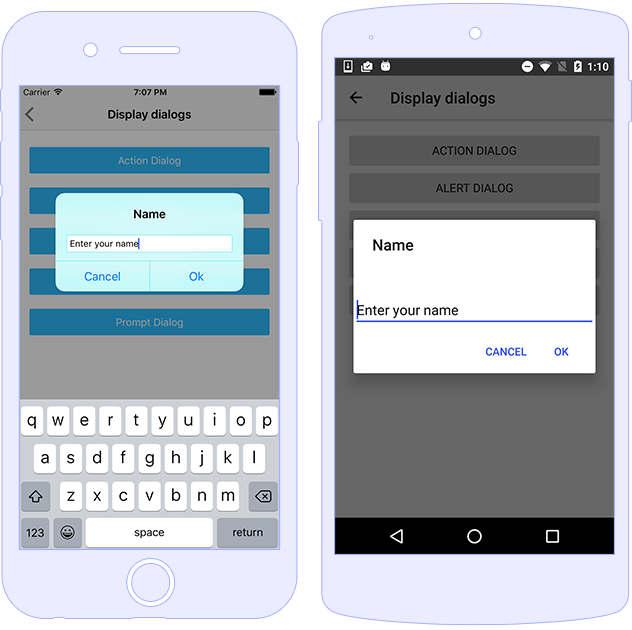 Carrier 7:07 PM
Display dialogs
Action Dialog
Name
Enter your name
Cancel Ok
Prompt Dialog
q w e r t y u i o p
a s d f g h j k l
z x c v b n m
123 space return
1:10
Display dialogs
ACTION DIALOG
ALERT DIALOG
Name
Enter your name
CANCEL OK